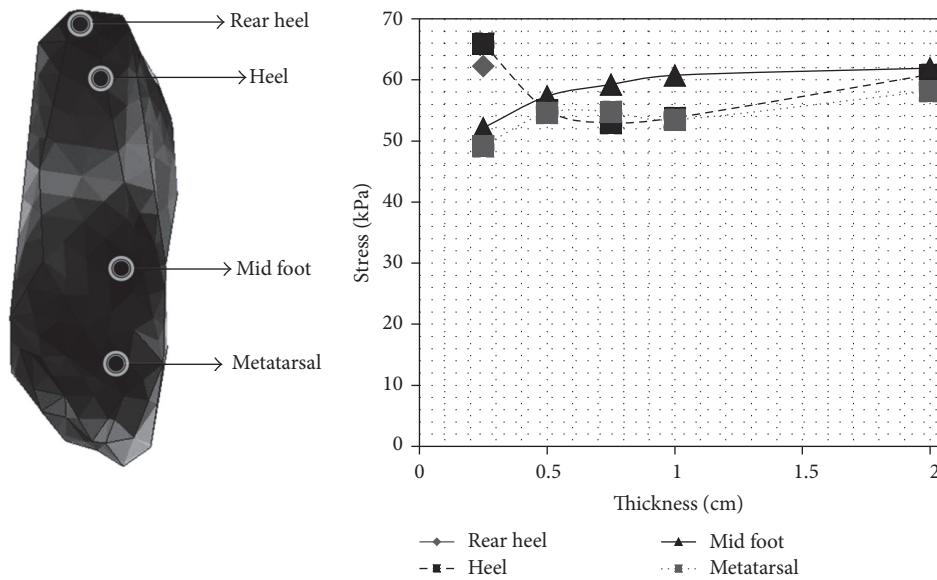 Rear heel
Heel
Mid foot
Metatarsal
70
60
50
40
30
20
10
0
Stress (kPa)
0 0.5 1 1.5 2
Thickness (cm)
Rear heel Mid foot
Heel Metatarsal